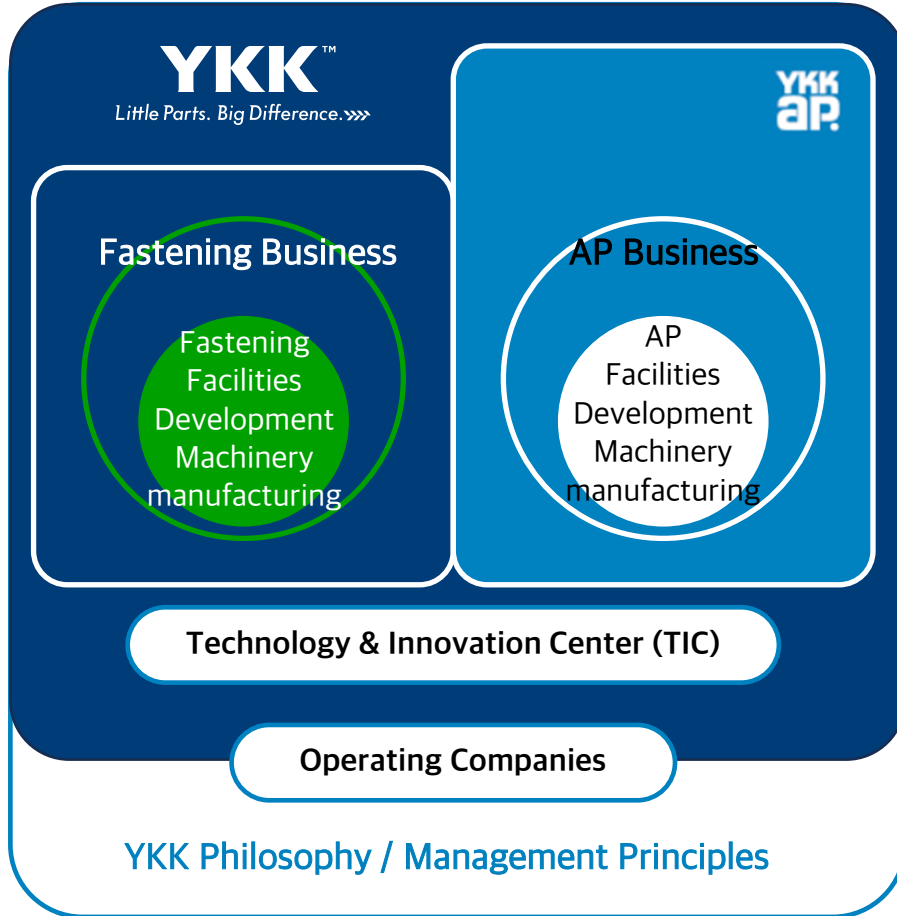 YKK™
Little Parts. Big Difference.
YKK
aP.
Fastening Business
Fastening
Facilities
Development
Machinery
manufacturing
AP Business
AP
Facilities
Development
Machinery
manufacturing
Technology & Innovation Center (TIC)
Operating Companies
YKK Philosophy / Management Principles